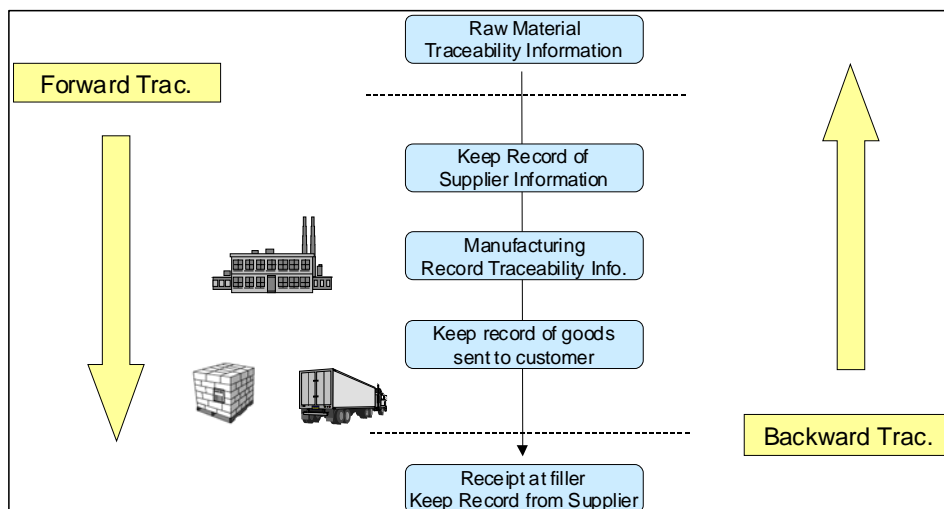 Raw Material
Traceability Information
Forward Trac.
Keep Record of
Supplier Information
Manufacturing
Record Traceability Info.
Keep record of goods
sent to customer
Backward Trac.
Receipt at filler
Keep Record from Supplier